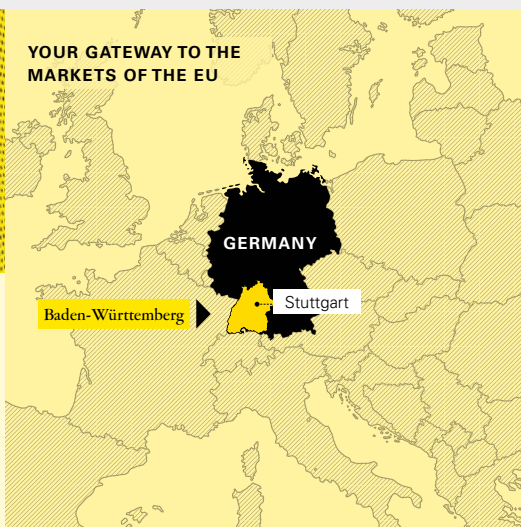 YOUR GATEWAY TO THE
MARKETS OF THE EU
GERMANY
Stuttgart
Baden-Württemberg